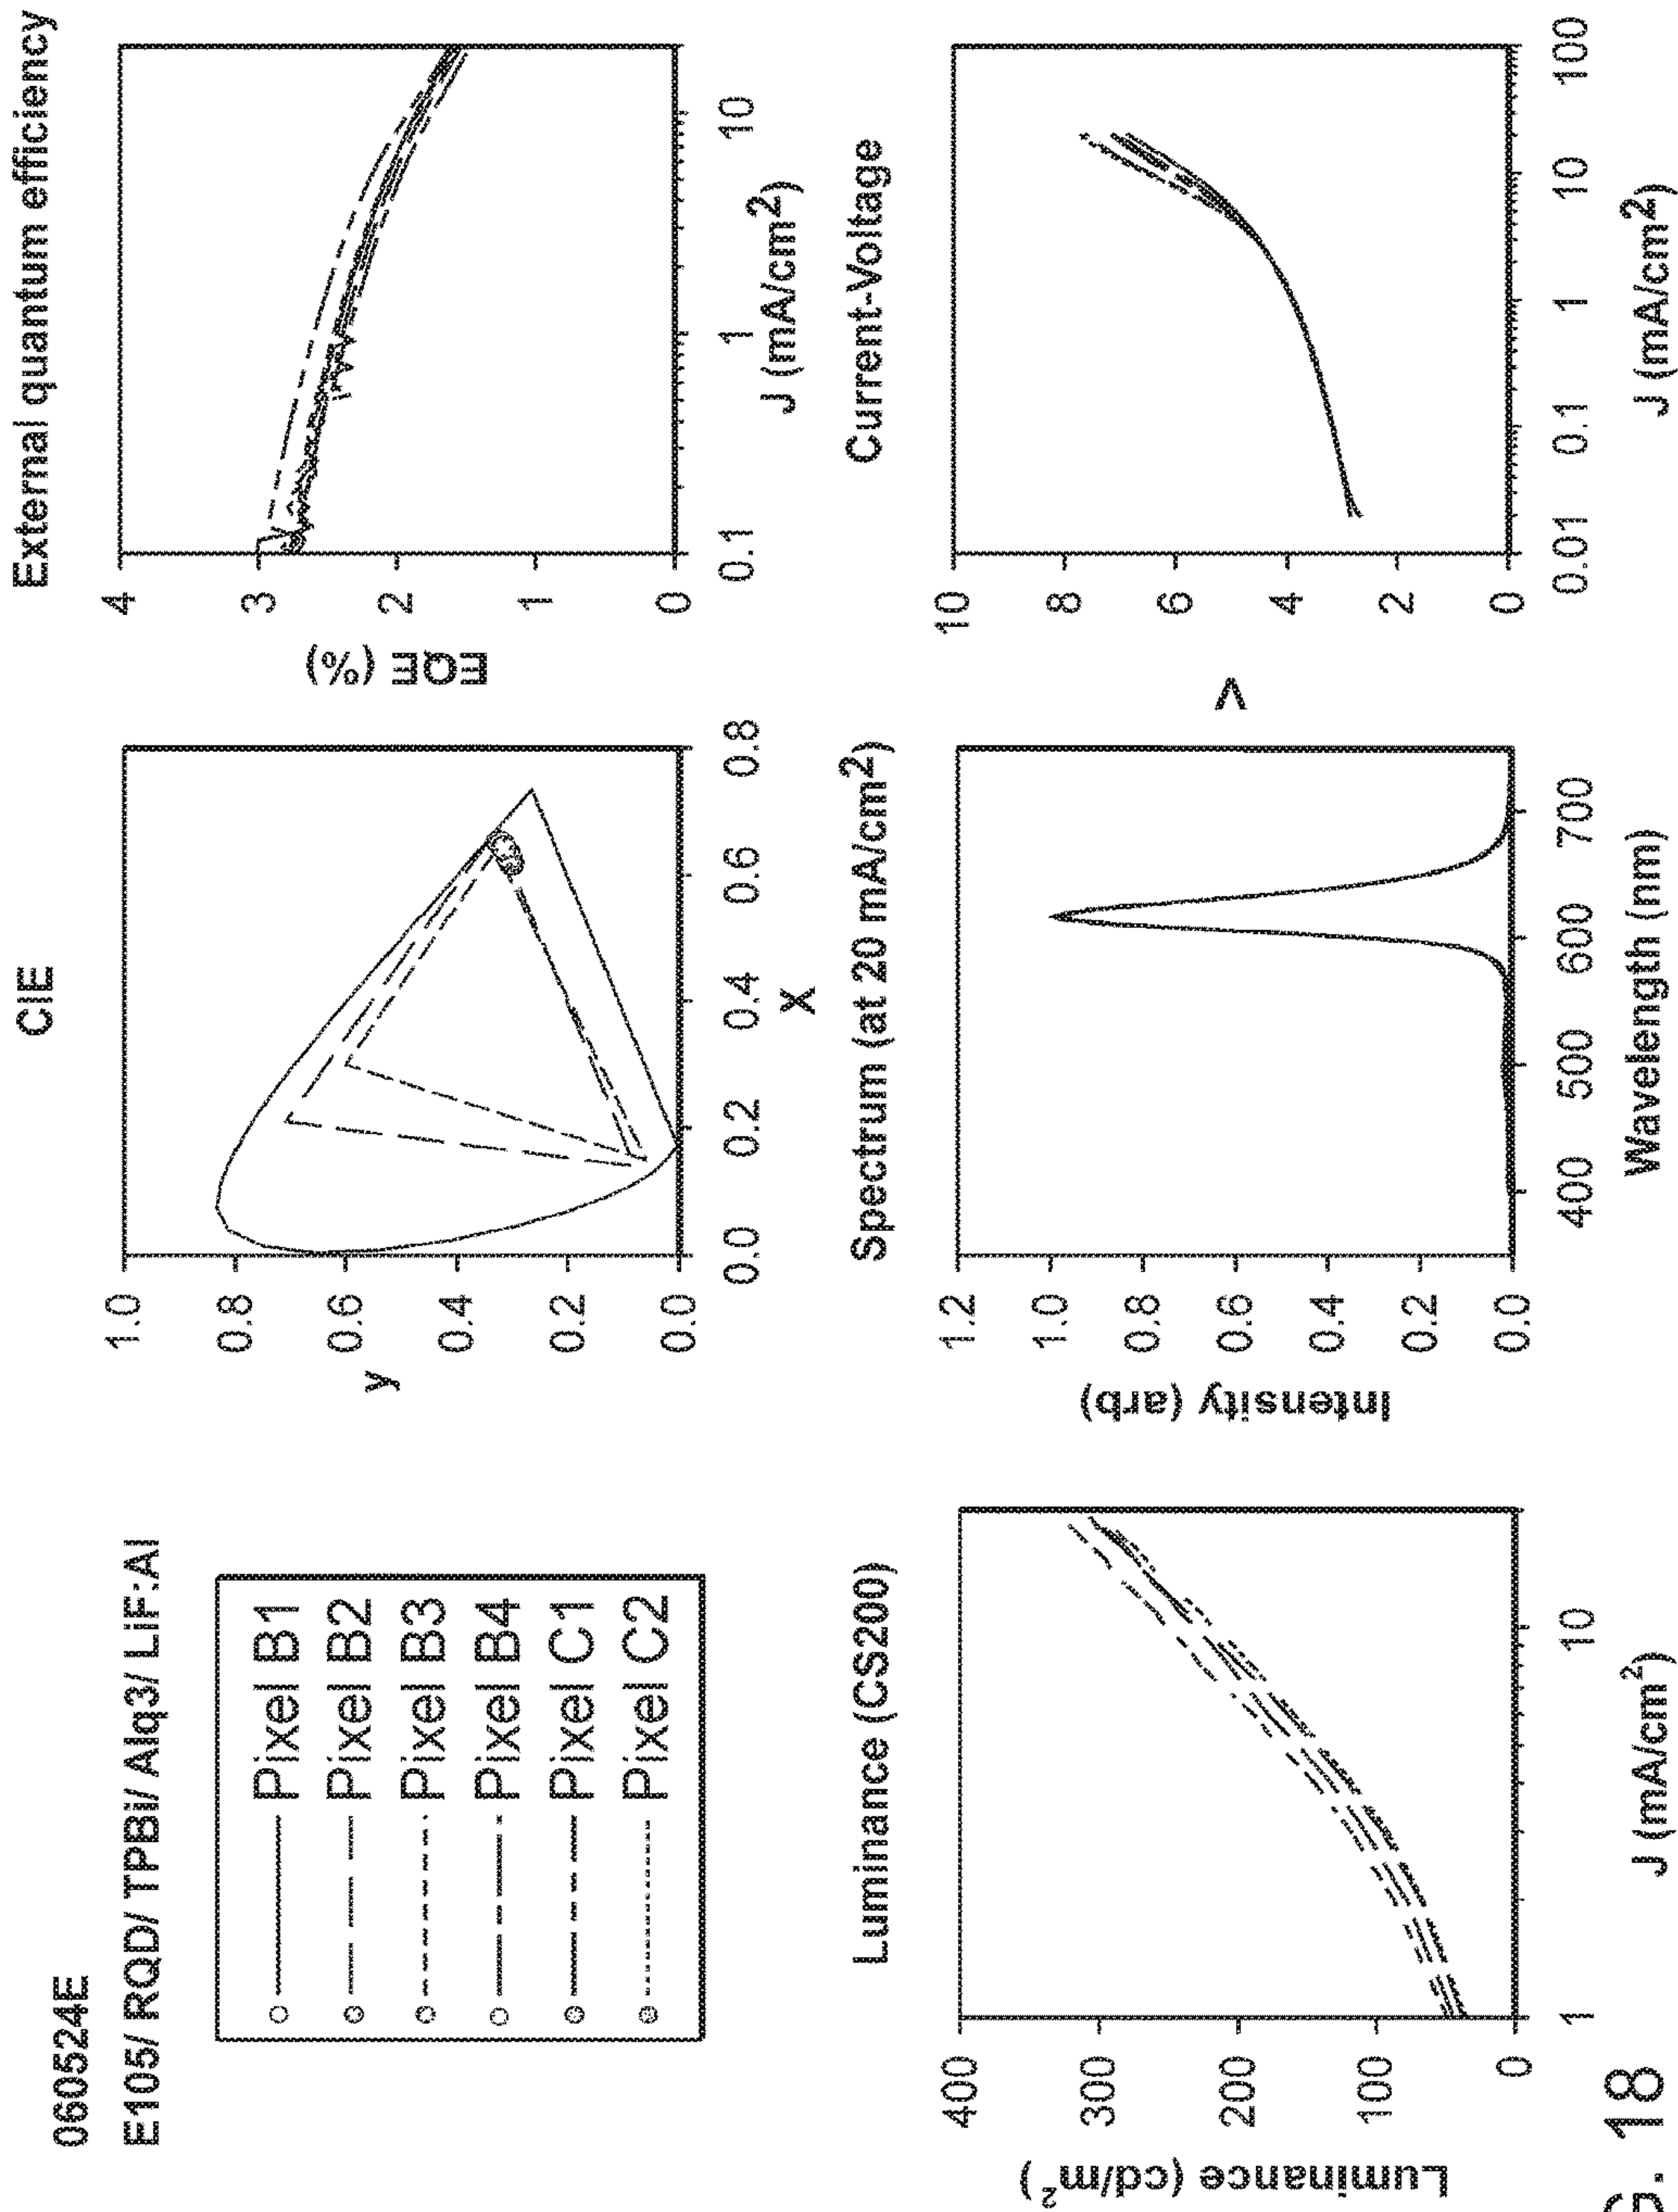 060524E
E105/ RQD/ TPBi/ Alq3/ LiF:Al
Pixel B1
Pixel B2
Pixel B3
Pixel B4
Pixel C1
Pixel C2
CIE
y
1.0
0.8
0.6
0.4
0.2
0.0
0.0 0.2 0.4 0.6 0.8
X
External quantum efficiency
EQE (%)
4
3
2
1
0
0.1 1 10
J (mA/cm²)
Luminance (CS200)
Luminance (cd/m²)
400
300
200
100
0
1 10
J (mA/cm²)
Spectrum (at 20 mA/cm²)
Intensity (arb)
1.2
1.0
0.8
0.6
0.4
0.2
0.0
400 500 600 700
Wavelength (nm)
Current-Voltage
V
10
8
6
4
2
0
0.01 0.1 1 10 100
J (mA/cm²)
G. 18